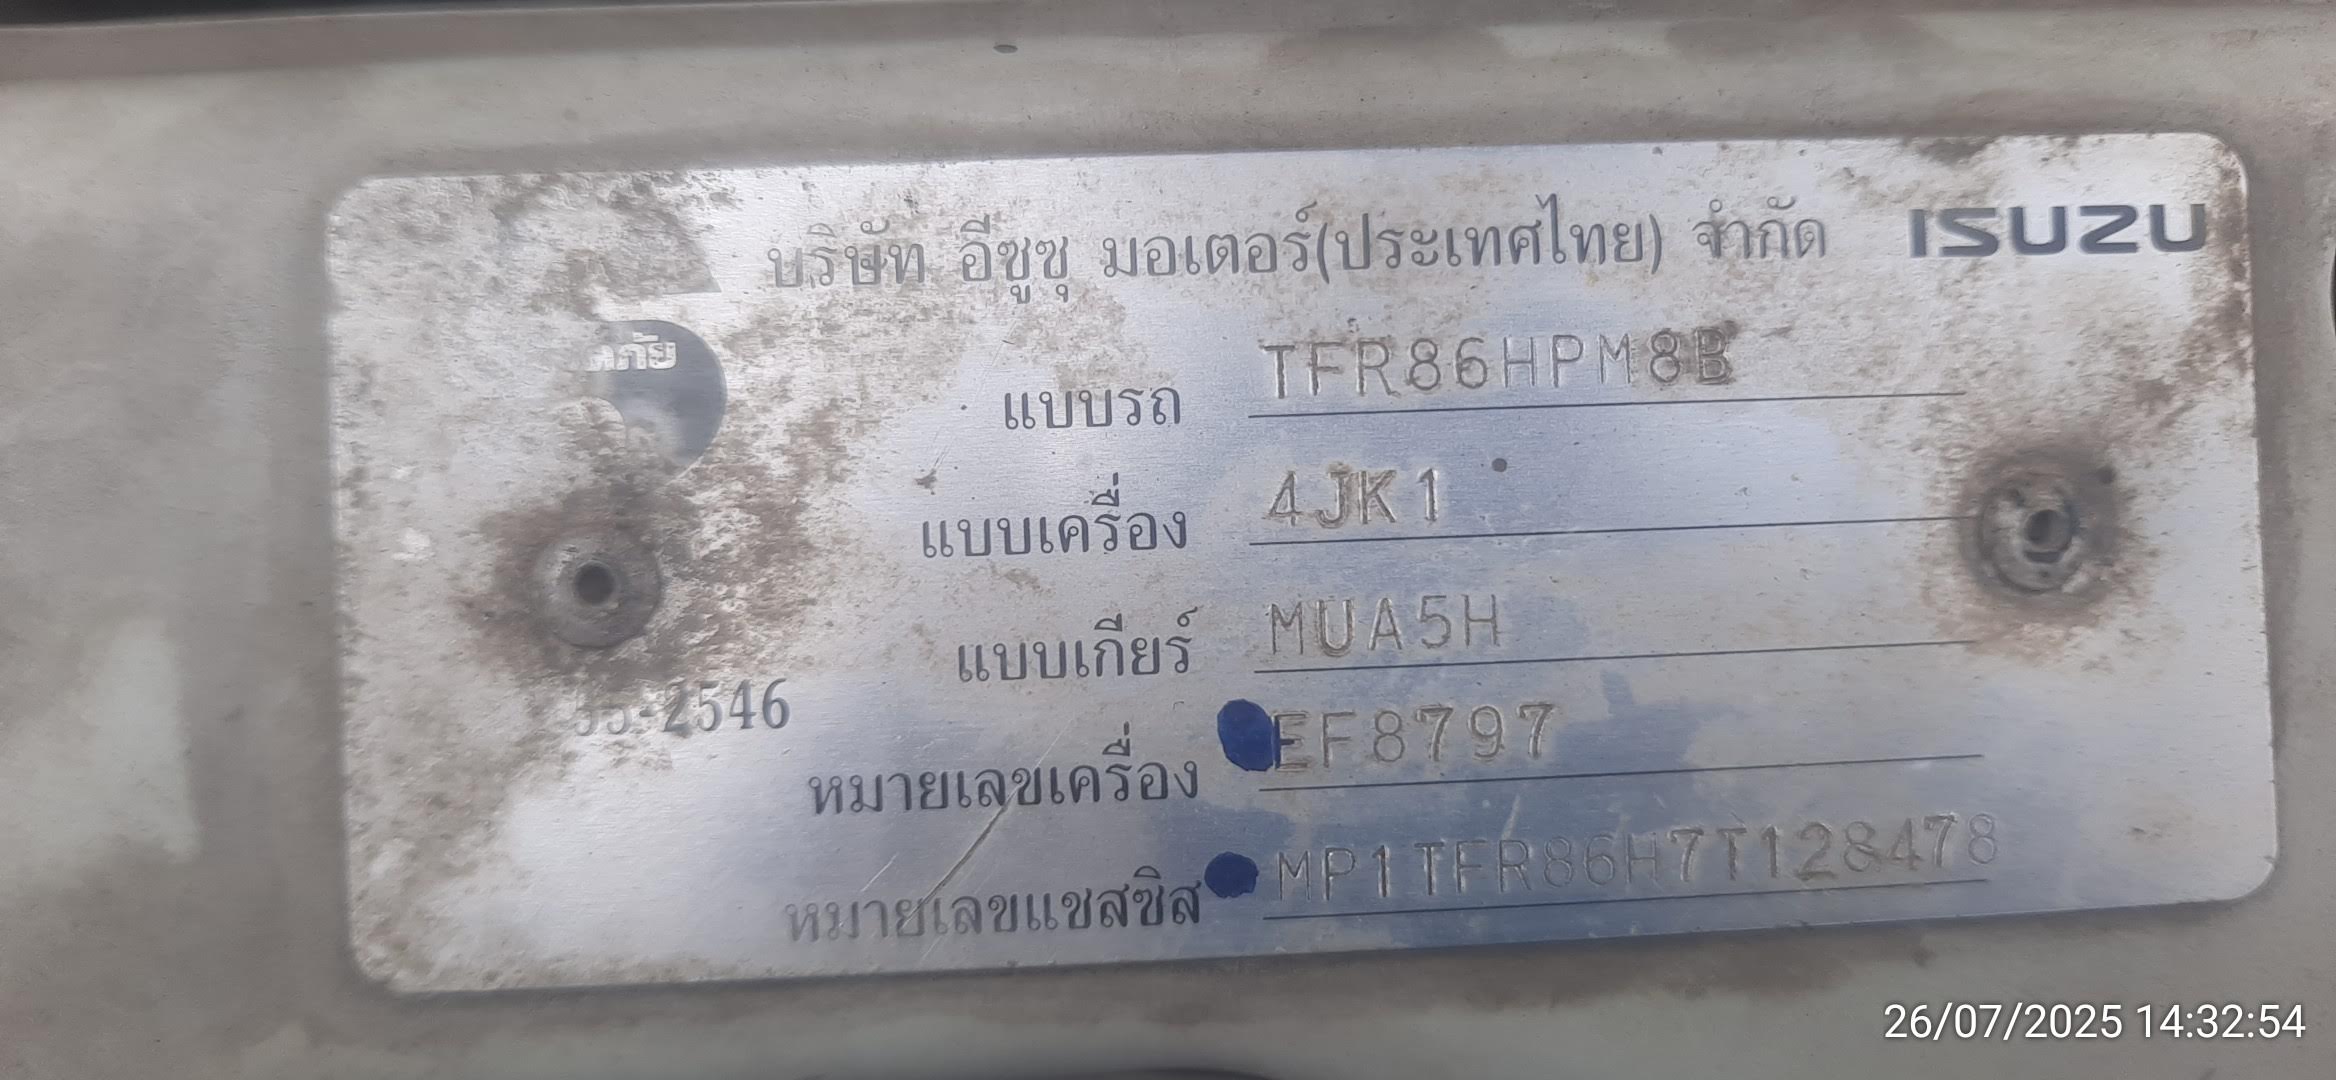 บริษัท อีซูซุ มอเตอร์(ประเทศไทย) จำกัด ISUZU
แบบรถ TFR86HPM8B
แบบเครื่อง 4JK1
แบบเกียร์ MUA5H
-2546
หมายเลขเครื่อง EF8797
หมายเลขแชสซิส MP1TFR86H7T128478
26/07/2025 14:32:54